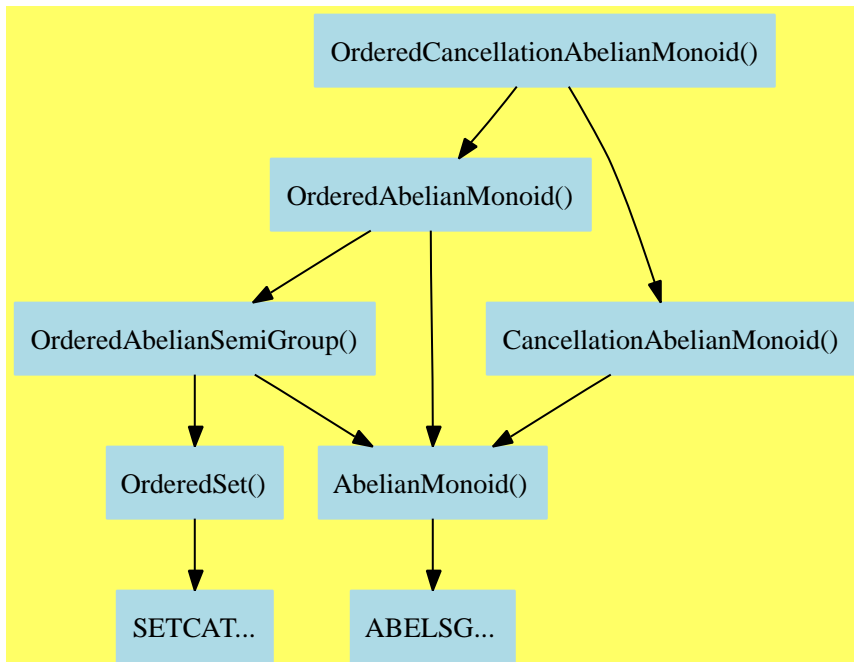 OrderedCancellationAbelianMonoid()
OrderedAbelianMonoid()
OrderedAbelianSemiGroup()
CancellationAbelianMonoid()
OrderedSet()
AbelianMonoid()
SETCAT...
ABELSG...